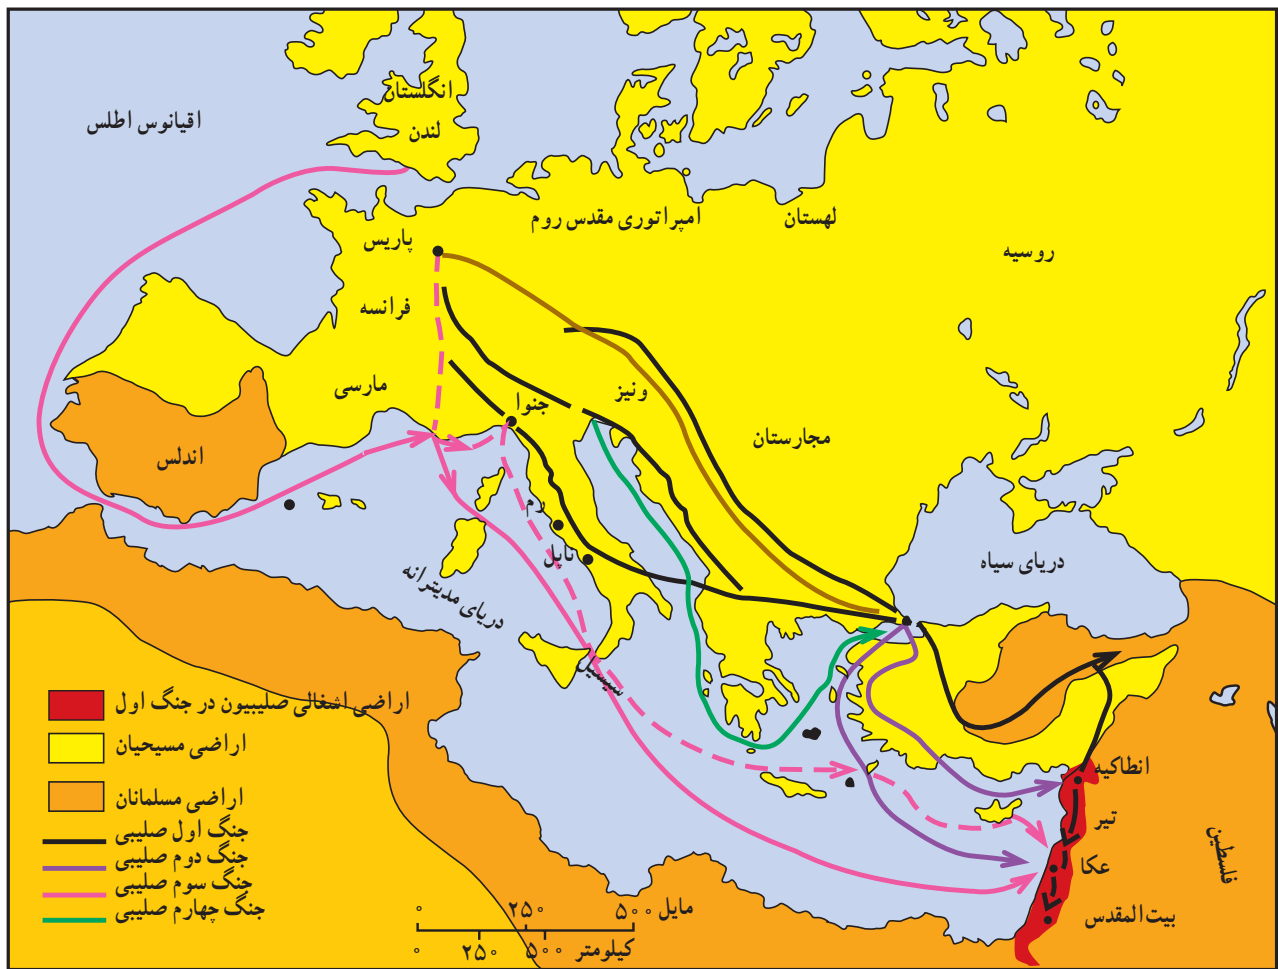 انگلستان
لندن
اقیانوس اطلس
امپراتوری مقدس روم
لهستان
پاریس
روسیه
فرانسه
مارسی
ونیز
جنوا
مجارستان
اندلس
رم
ناپل
دریای سیاه
دریای مدیترانه
سیسیل
انطاکیه
تیر
عکا
فلسطین
بیت المقدس
اراضی اشغالی صلیبیون در جنگ اول
اراضی مسیحیان
اراضی مسلمانان
جنگ اول صلیبی
جنگ دوم صلیبی
جنگ سوم صلیبی
جنگ چهارم صلیبی
۰ ۲۵۰ ۵۰۰ مایل
۰ ۲۵۰ ۵۰۰ کیلومتر